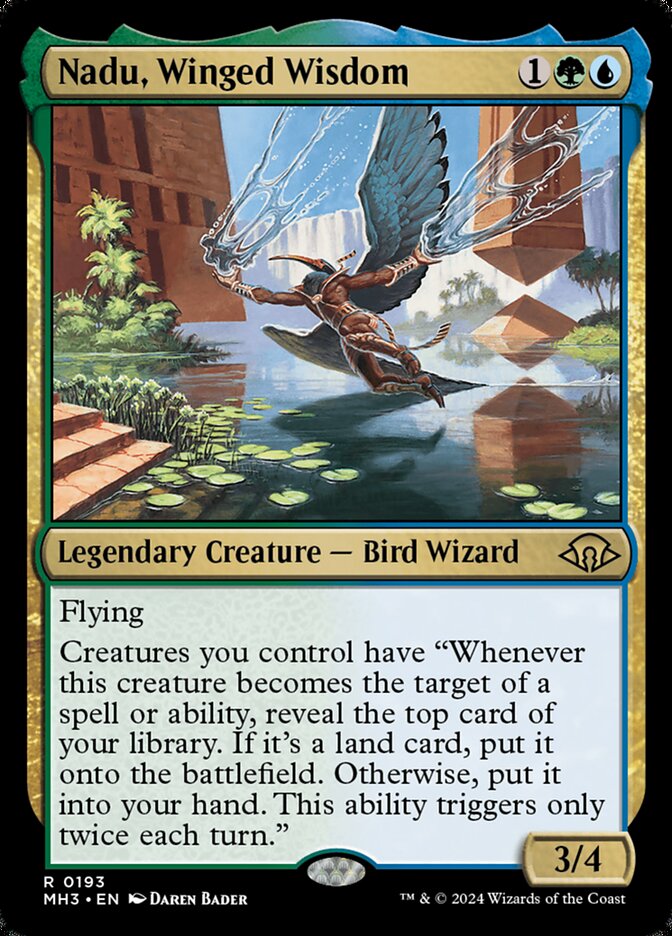 Nadu, Winged Wisdom 1
Legendary Creature — Bird Wizard
Flying
Creatures you control have “Whenever
this creature becomes the target of a
spell or ability, reveal the top card of
your library. If it’s a land card, put it
onto the battlefield. Otherwise, put it
into your hand. This ability triggers only
twice each turn.”
3/4
R 0193
MH3 • EN Daren Bader
™ & © 2024 Wizards of the Coast